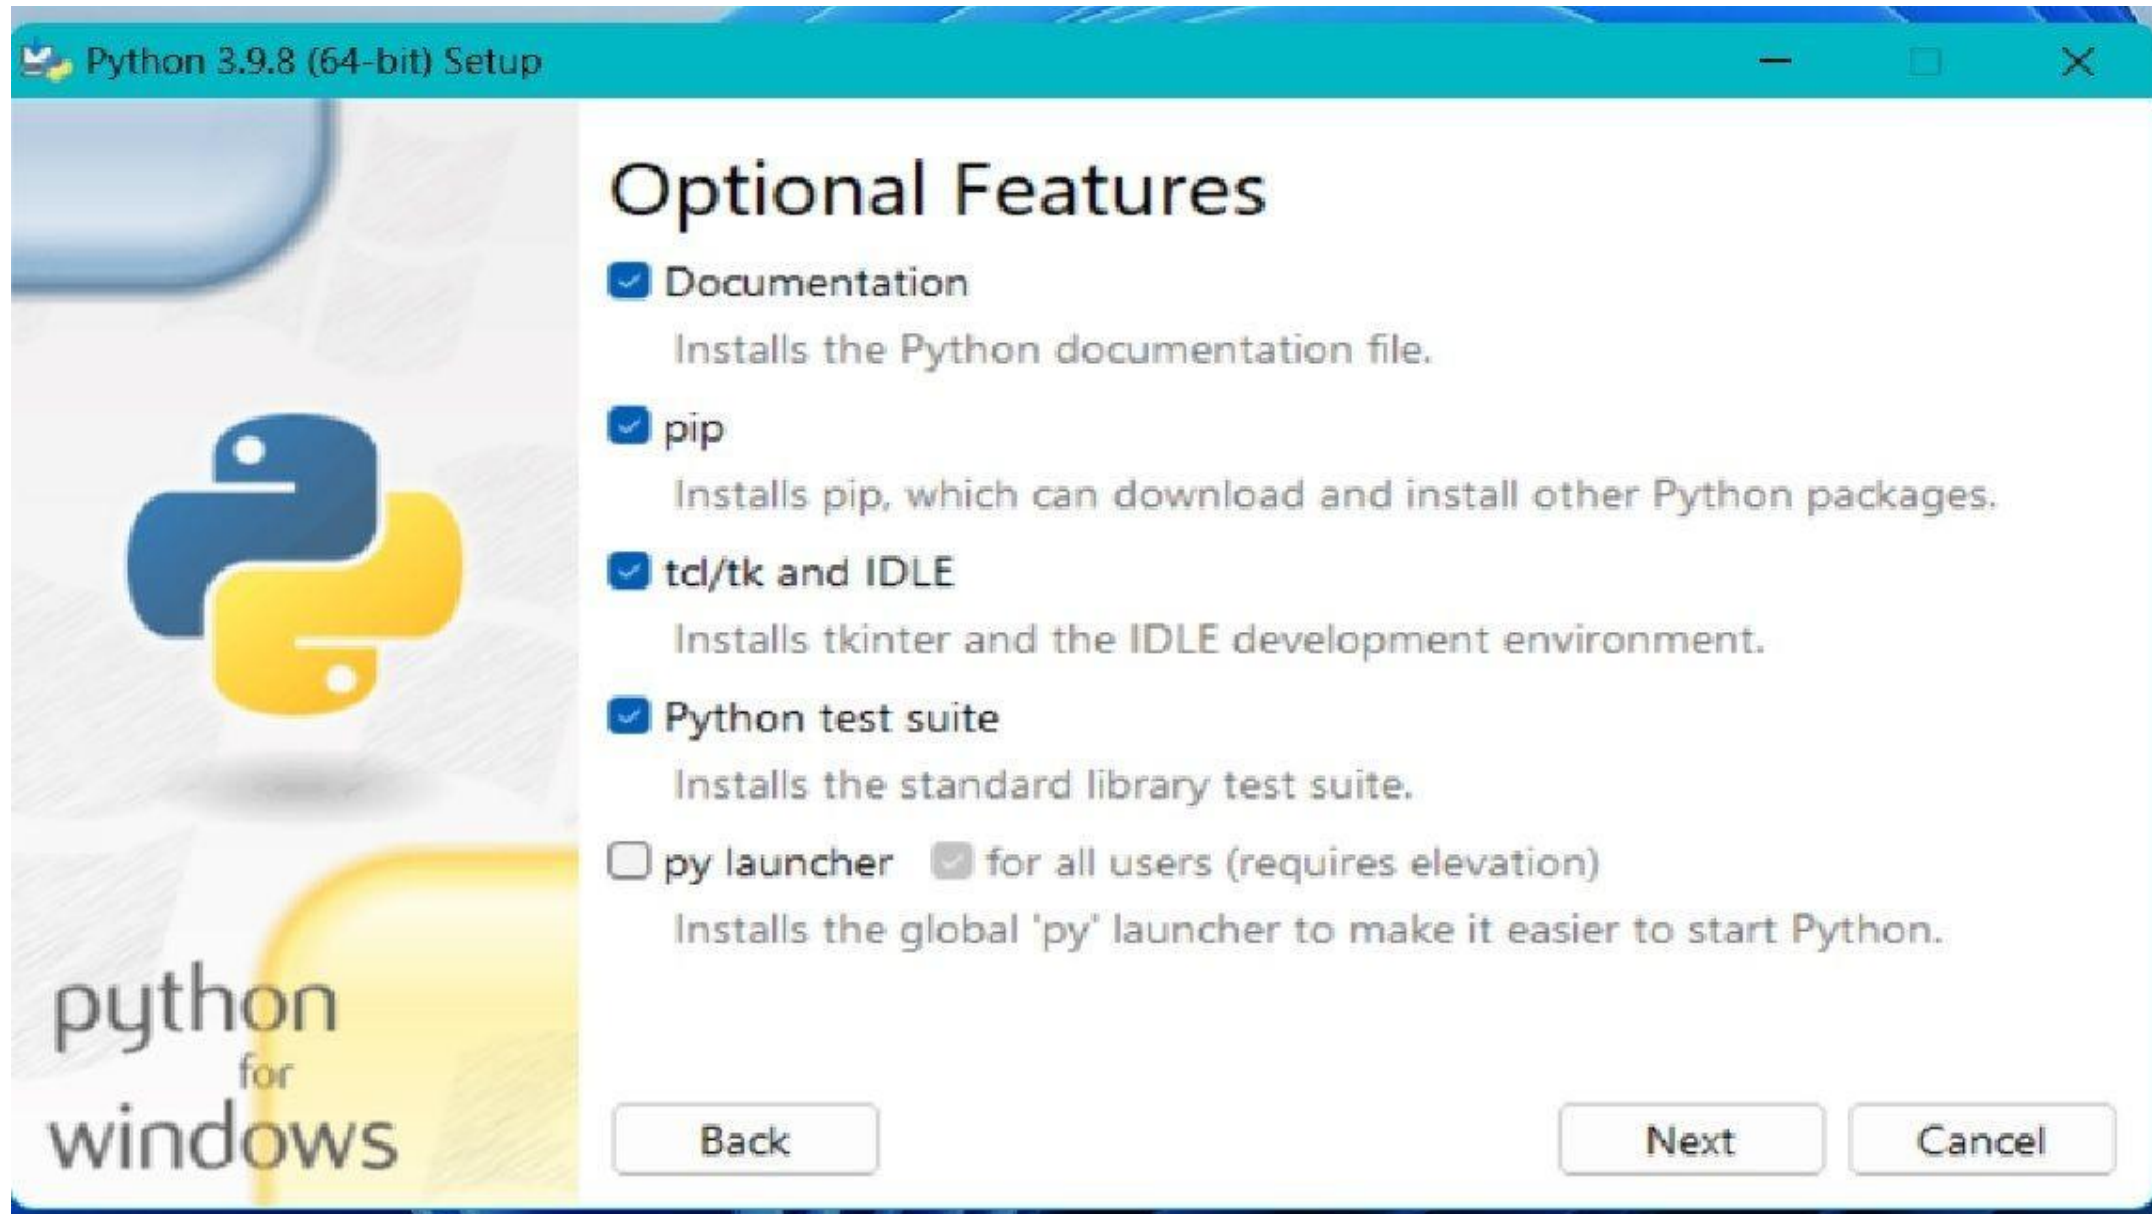 Python 3.9.8 (64-bit) Setup
Optional Features
Documentation
Installs the Python documentation file.
pip
Installs pip, which can download and install other Python packages.
tcl/tk and IDLE
Installs tkinter and the IDLE development environment.
Python test suite
Installs the standard library test suite.
py launcher for all users (requires elevation)
Installs the global 'py' launcher to make it easier to start Python.
python
for
windows
Back Next Cancel